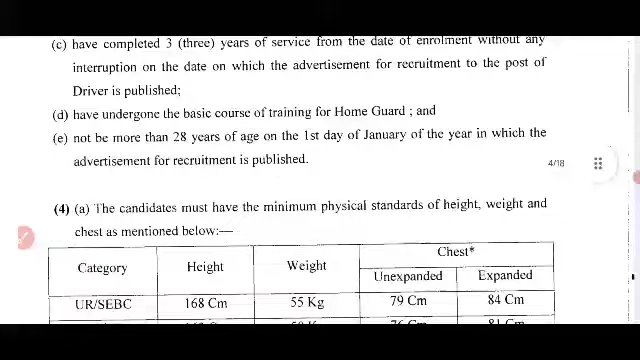 (c) have completed 3 (three) years of service from the date of enrolment without any
interruption on the date on which the advertisement for recruitment to the post of
Driver is published;
(d) have undergone the basic course of training for Home Guard ; and
(e) not be more than 28 years of age on the 1st day of January of the year in which the
advertisement for recruitment is published.
4/18
(4) (a) The candidates must have the minimum physical standards of height, weight and
chest as mentioned below:—
Category Height Weight Chest*
Unexpanded Expanded
UR/SEBC 168 Cm 55 Kg 79 Cm 84 Cm